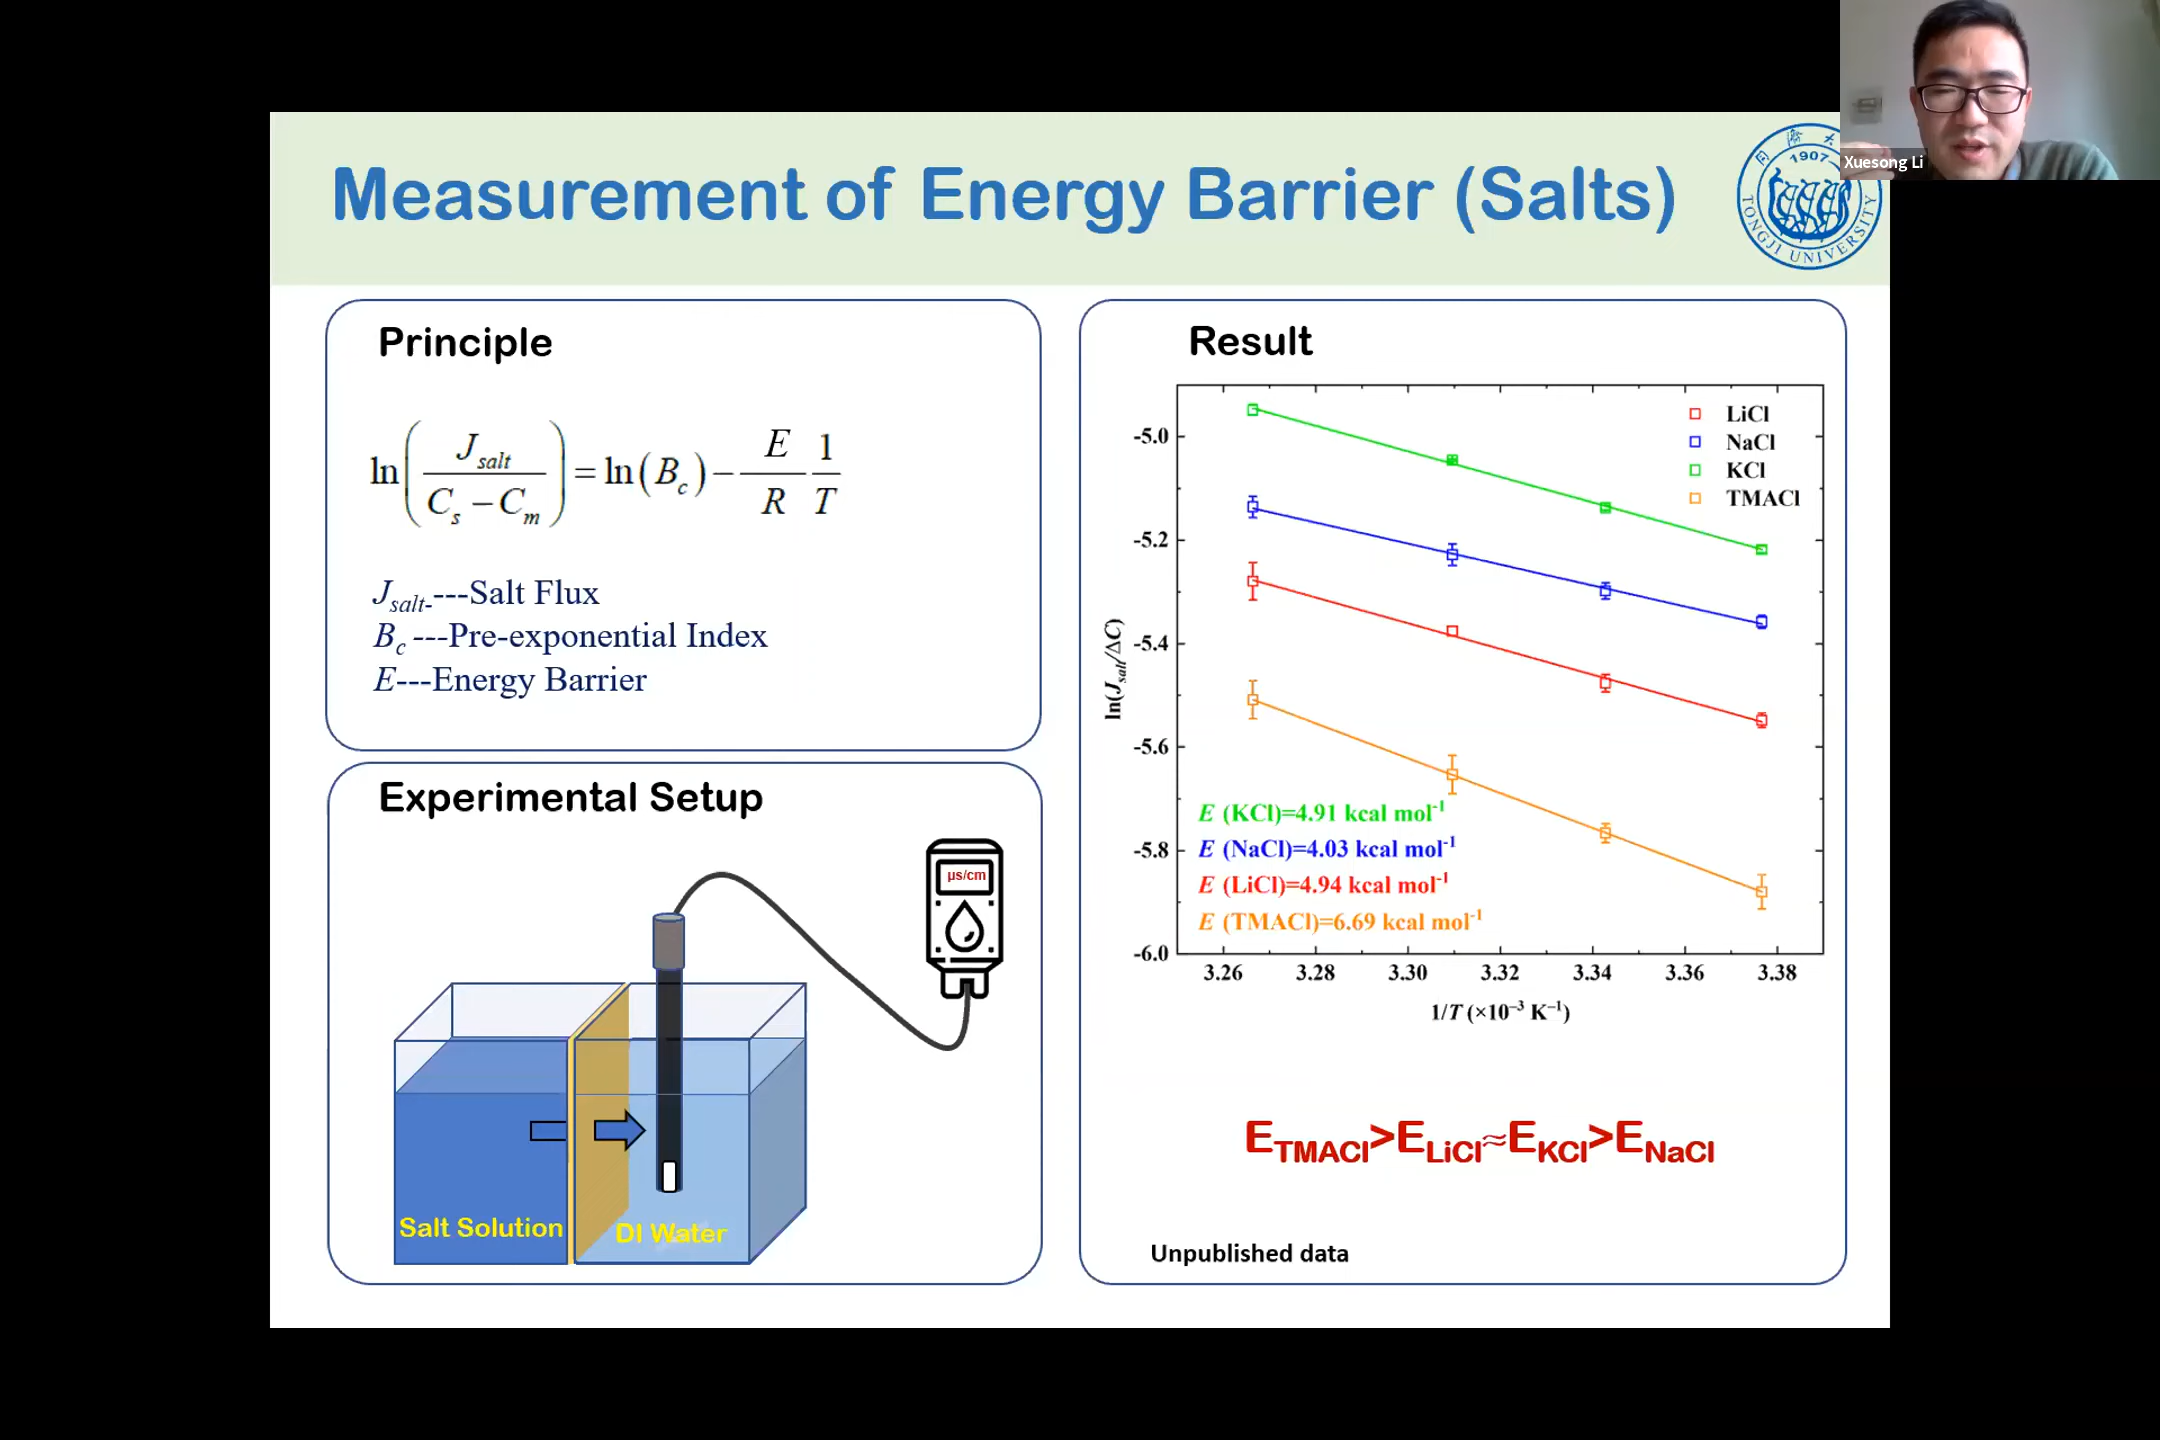 Measurement of Energy Barrier (Salts)
同 济 大
1907
TONGJI UNIVERSITY
Xuesong Li
Principle
ln(J_salt / (C_s − C_m)) = ln(B_c) − E/R 1/T
J_salt----Salt Flux
B_c ---Pre-exponential Index
E---Energy Barrier
Experimental Setup
µs/cm
Salt Solution
DI Water
Result
LiCl
NaCl
KCl
TMACl
ln(J_salt/ΔC)
-5.0
-5.2
-5.4
-5.6
-5.8
-6.0
E (KCl)=4.91 kcal mol⁻¹
E (NaCl)=4.03 kcal mol⁻¹
E (LiCl)=4.94 kcal mol⁻¹
E (TMACl)=6.69 kcal mol⁻¹
3.26 3.28 3.30 3.32 3.34 3.36 3.38
1/T (×10⁻³ K⁻¹)
E_TMACl>E_LiCl≈E_KCl>E_NaCl
Unpublished data